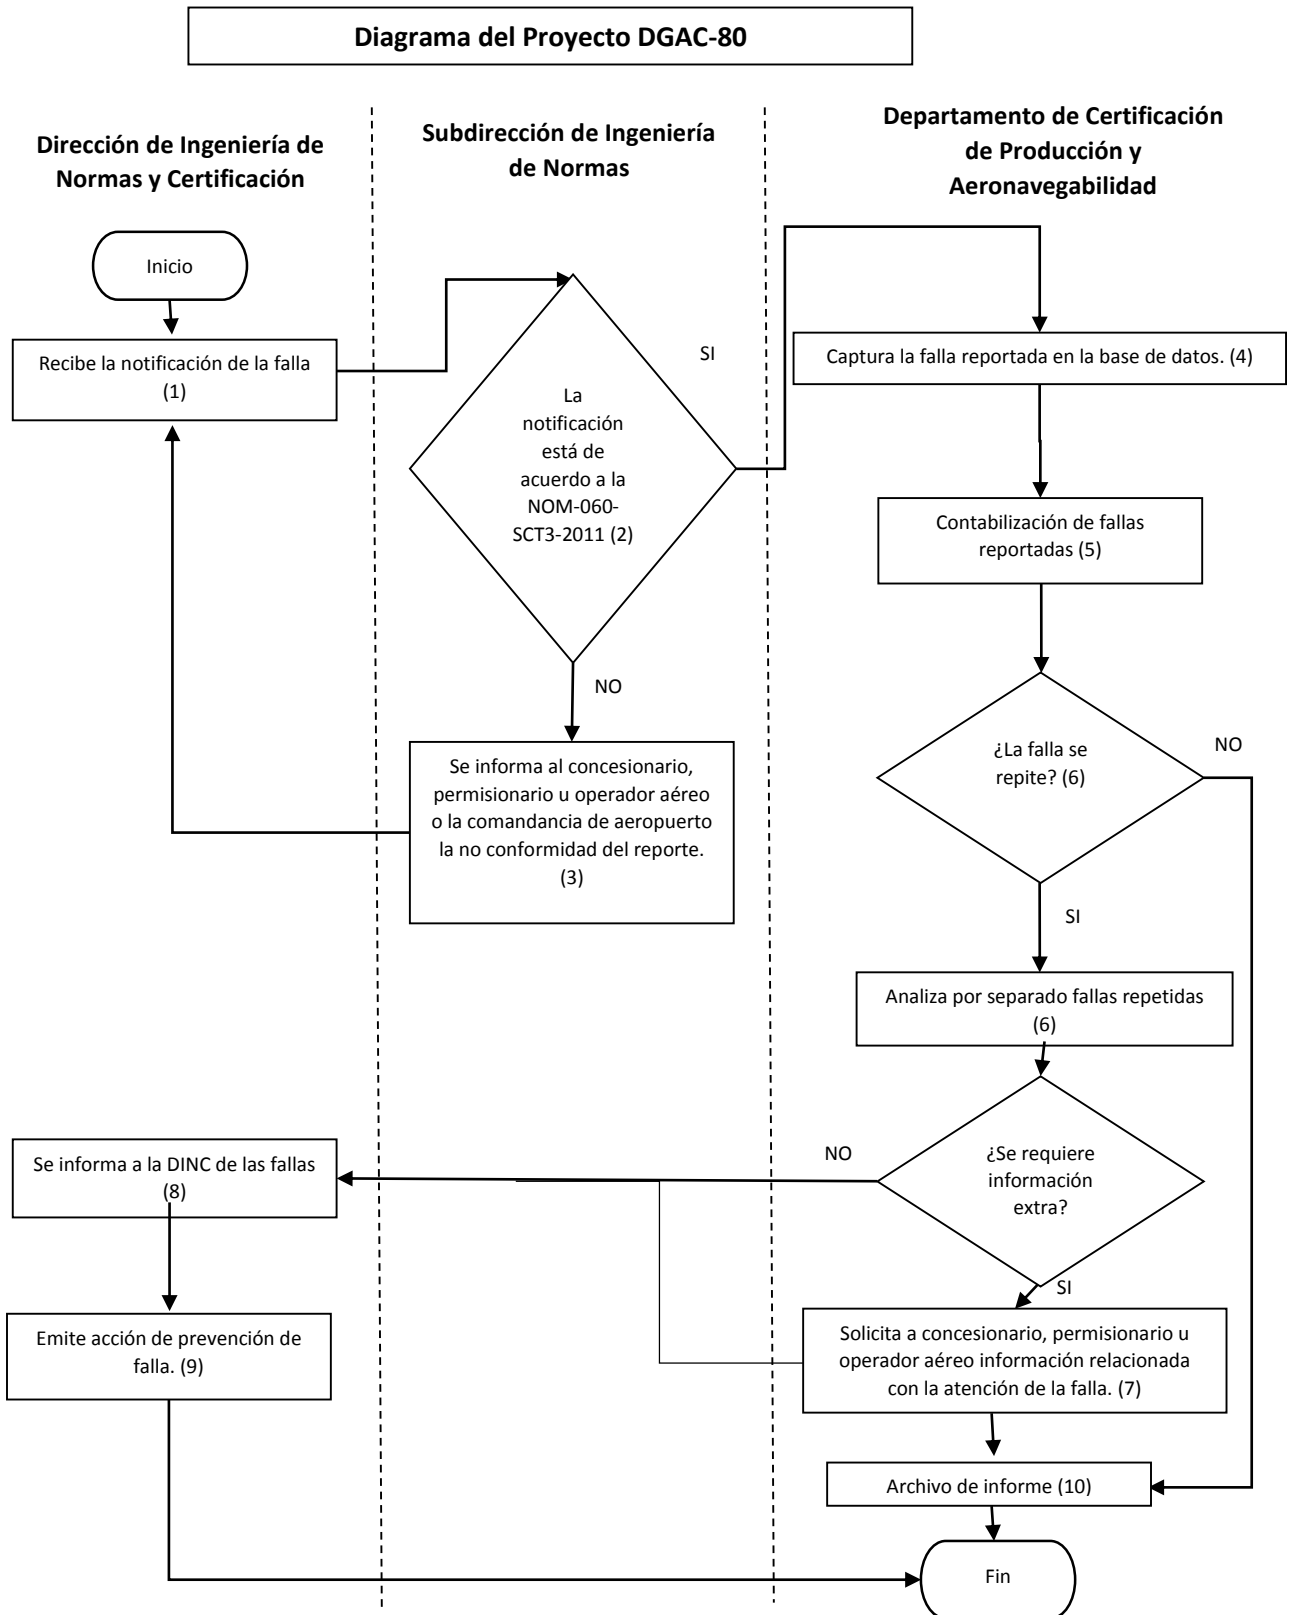 Diagrama del Proyecto DGAC-80
Dirección de Ingeniería de
Normas y Certificación
Subdirección de Ingeniería
de Normas
Departamento de Certificación
de Producción y
Aeronavegabilidad
Inicio
Recibe la notificación de la falla
(1)
La
notificación
está de
acuerdo a la
NOM-060-
SCT3-2011 (2)
SI
NO
Se informa al concesionario,
permisionario u operador aéreo
o la comandancia de aeropuerto
la no conformidad del reporte.
(3)
Captura la falla reportada en la base de datos. (4)
Contabilización de fallas
reportadas (5)
¿La falla se
repite? (6)
NO
SI
Analiza por separado fallas repetidas
(6)
¿Se requiere
información
extra?
NO
SI
Se informa a la DINC de las fallas
(8)
Emite acción de prevención de
falla. (9)
Solicita a concesionario, permisionario u
operador aéreo información relacionada
con la atención de la falla. (7)
Archivo de informe (10)
Fin